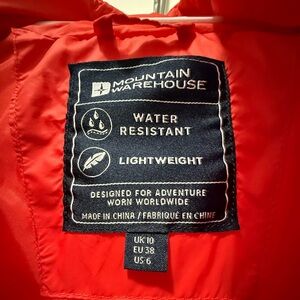 MOUNTAIN
WAREHOUSE
WATER
RESISTANT
LIGHTWEIGHT
DESIGNED FOR ADVENTURE
WORN WORLDWIDE
MADE IN CHINA / FABRIQUÉ EN CHINE
UK 10
EU 38
US 6